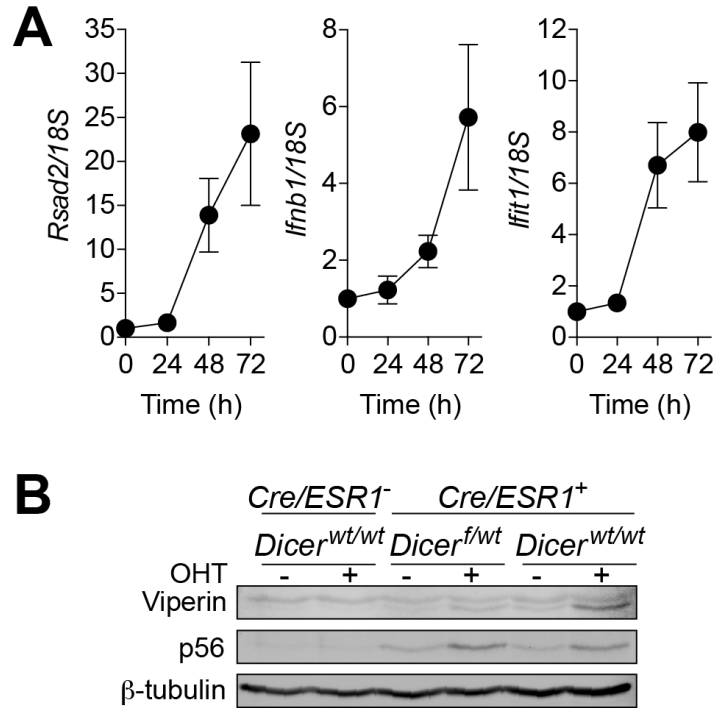 A
Rsad2/18S
35
30
25
20
15
10
5
0
0 24 48 72
Time (h)
Ifnb1/18S
8
6
4
2
0
0 24 48 72
Time (h)
Ifit1/18S
12
10
8
6
4
2
0
0 24 48 72
Time (h)
B
Cre/ESR1⁻ Cre/ESR1⁺
Dicer^wt/wt Dicer^f/wt Dicer^wt/wt
OHT - + - + - +
Viperin
p56
β-tubulin